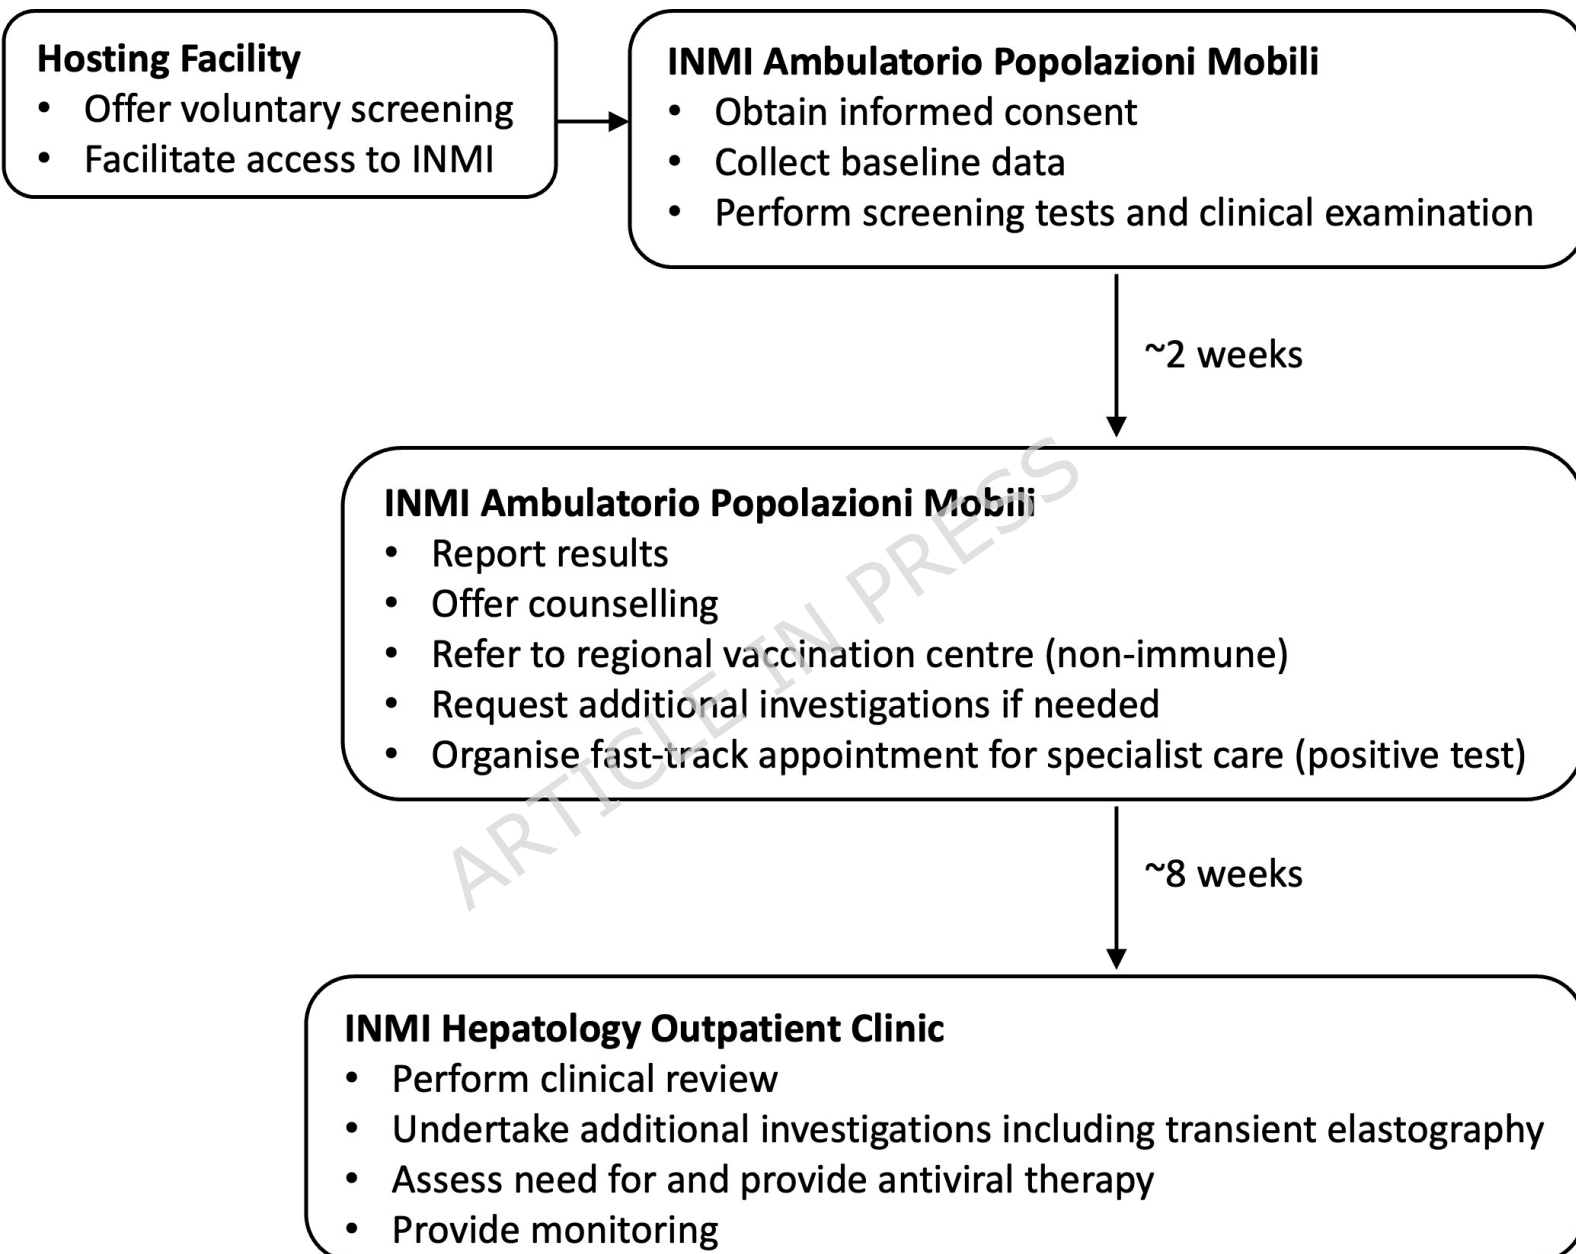 Hosting Facility
• Offer voluntary screening
• Facilitate access to INMI
INMI Ambulatorio Popolazioni Mobili
• Obtain informed consent
• Collect baseline data
• Perform screening tests and clinical examination
~2 weeks
INMI Ambulatorio Popolazioni Mobili
• Report results
• Offer counselling
• Refer to regional vaccination centre (non-immune)
• Request additional investigations if needed
• Organise fast-track appointment for specialist care (positive test)
ARTICLE IN PRESS
~8 weeks
INMI Hepatology Outpatient Clinic
• Perform clinical review
• Undertake additional investigations including transient elastography
• Assess need for and provide antiviral therapy
• Provide monitoring